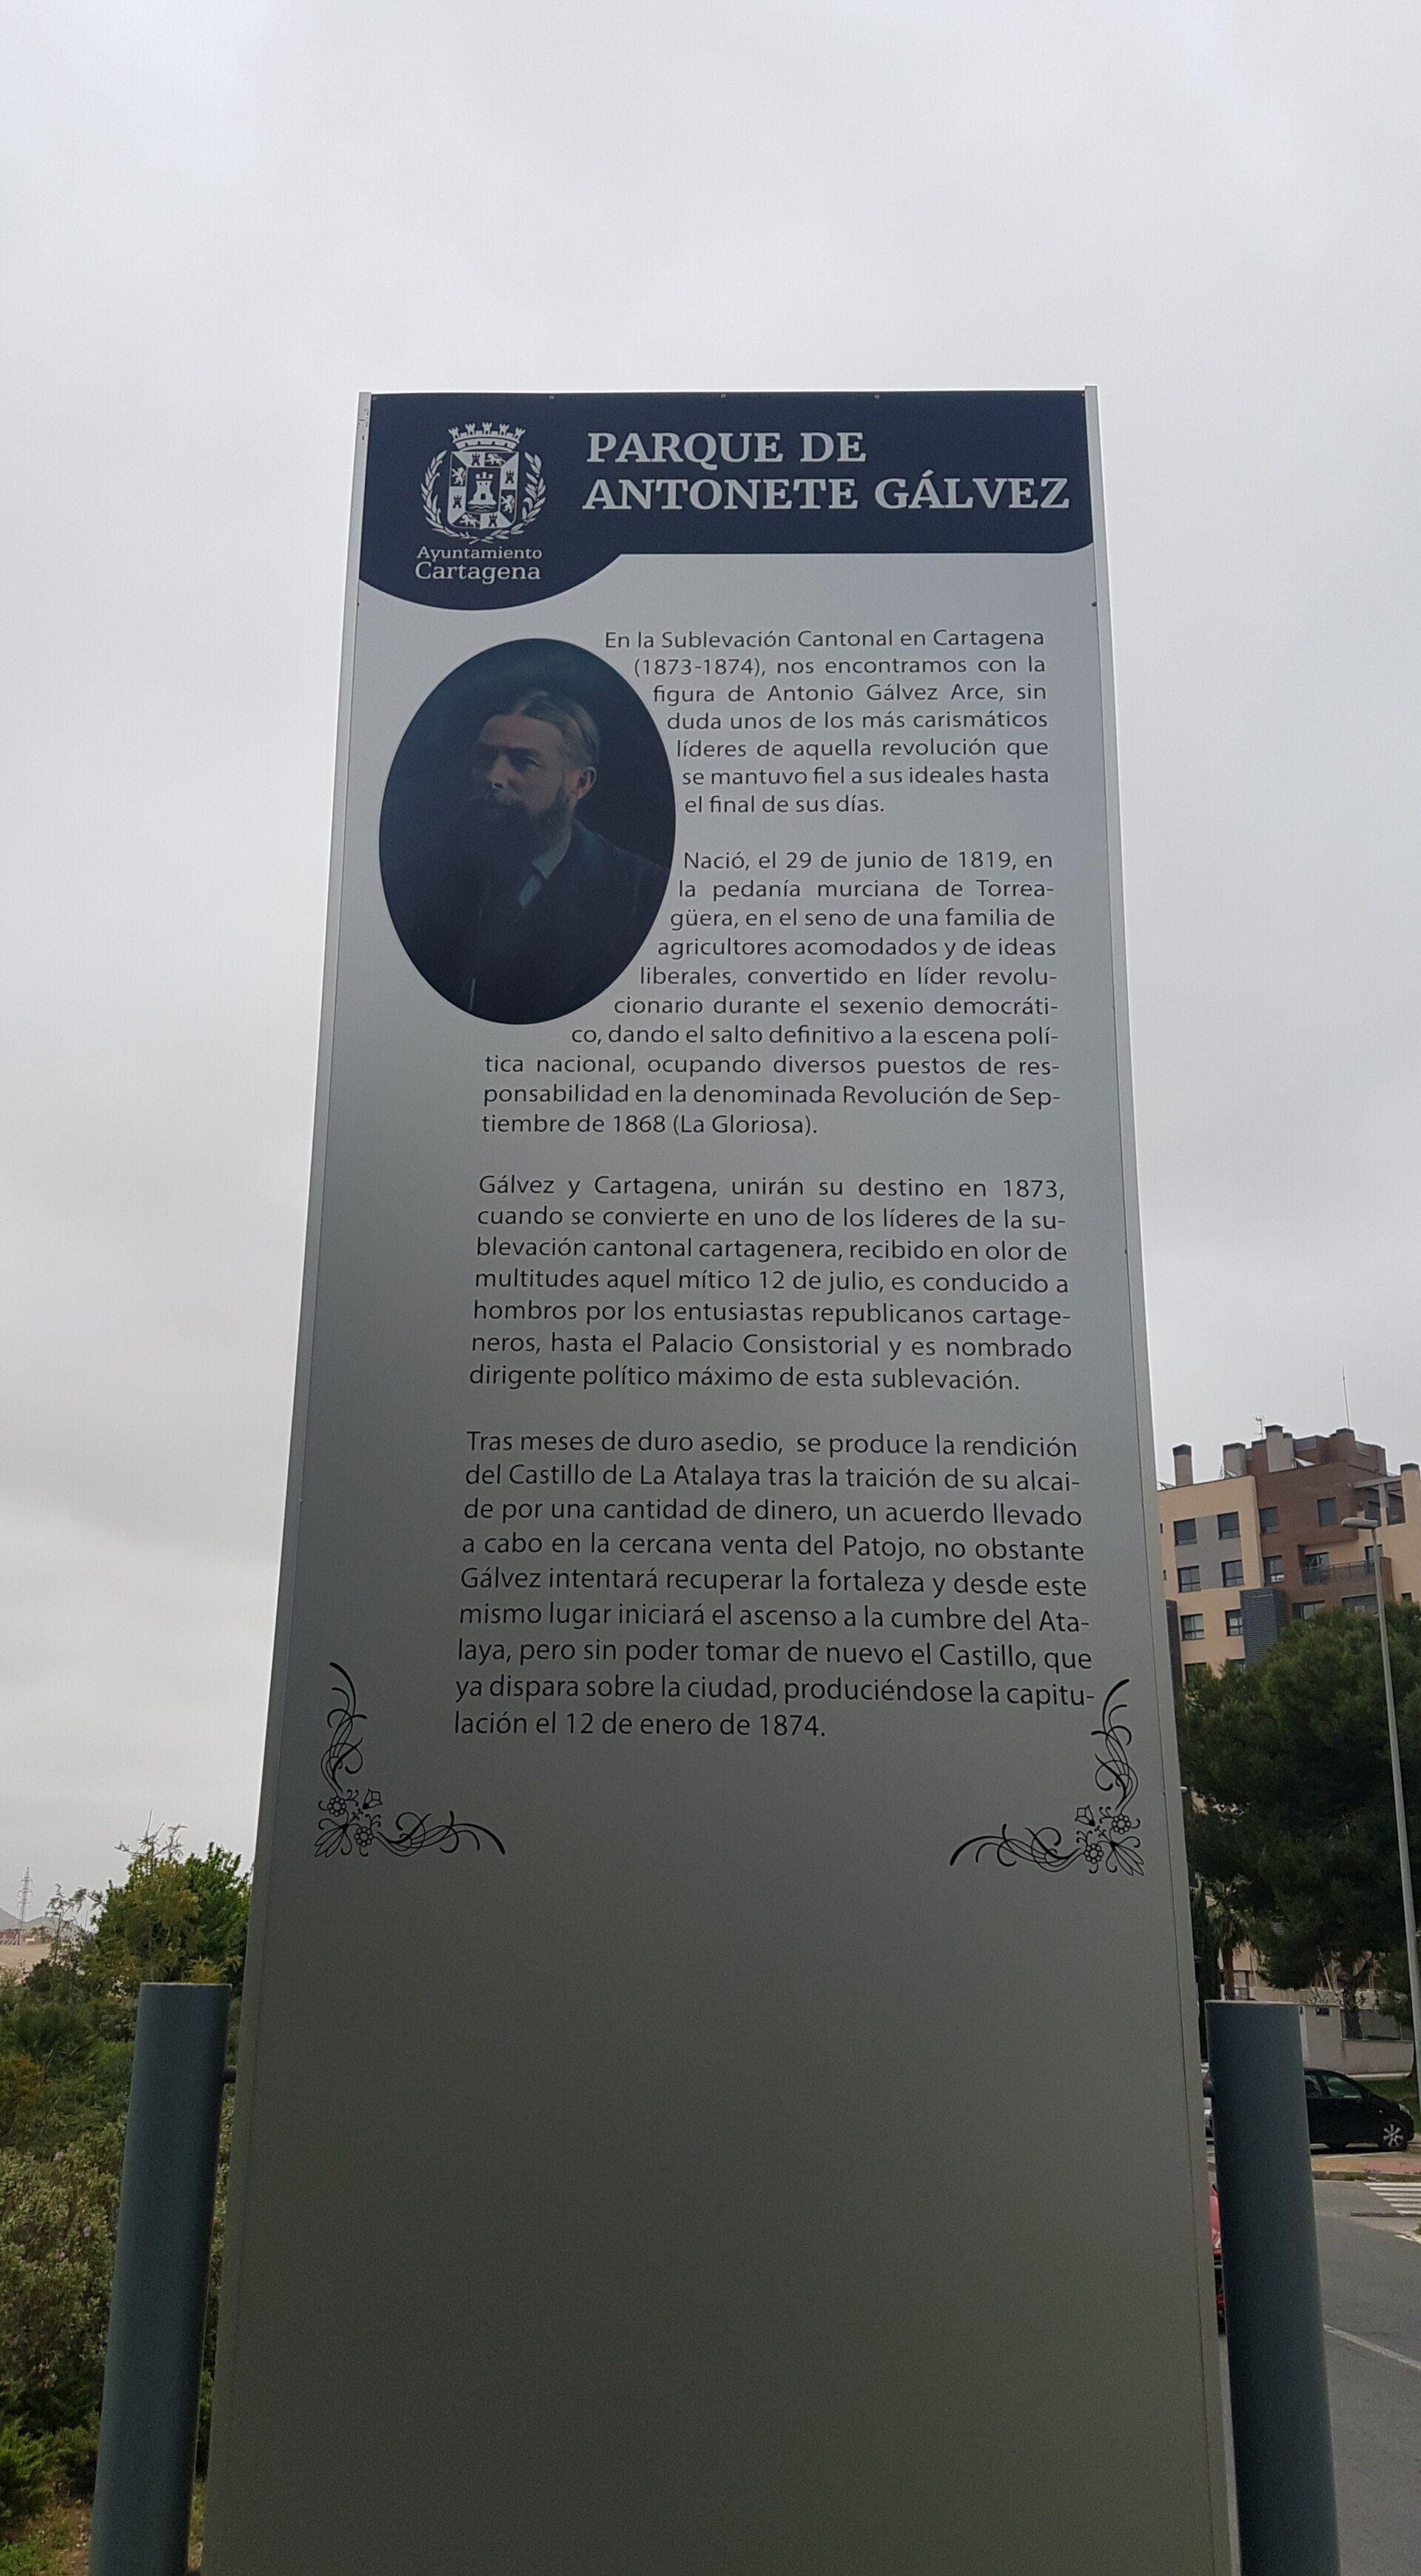 PARQUE DE
ANTONETE GÁLVEZ
Ayuntamiento
Cartagena
En la Sublevación Cantonal en Cartagena
(1873-1874), nos encontramos con la
figura de Antonio Gálvez Arce, sin
duda unos de los más carismáticos
líderes de aquella revolución que
se mantuvo fiel a sus ideales hasta
el final de sus días.
Nació, el 29 de junio de 1819, en
la pedanía murciana de Torrea-
güera, en el seno de una familia de
agricultores acomodados y de ideas
liberales, convertido en líder revolu-
cionario durante el sexenio democráti-
co, dando el salto definitivo a la escena polí-
tica nacional, ocupando diversos puestos de res-
ponsabilidad en la denominada Revolución de Sep-
tiembre de 1868 (La Gloriosa).
Gálvez y Cartagena, unirán su destino en 1873,
cuando se convierte en uno de los líderes de la su-
blevación cantonal cartagenera, recibido en olor de
multitudes aquel mítico 12 de julio, es conducido a
hombros por los entusiastas republicanos cartage-
neros, hasta el Palacio Consistorial y es nombrado
dirigente político máximo de esta sublevación.
Tras meses de duro asedio, se produce la rendición
del Castillo de La Atalaya tras la traición de su alcai-
de por una cantidad de dinero, un acuerdo llevado
a cabo en la cercana venta del Patojo, no obstante
Gálvez intentará recuperar la fortaleza y desde este
mismo lugar iniciará el ascenso a la cumbre del Ata-
laya, pero sin poder tomar de nuevo el Castillo, que
ya dispara sobre la ciudad, produciéndose la capitu-
lación el 12 de enero de 1874.